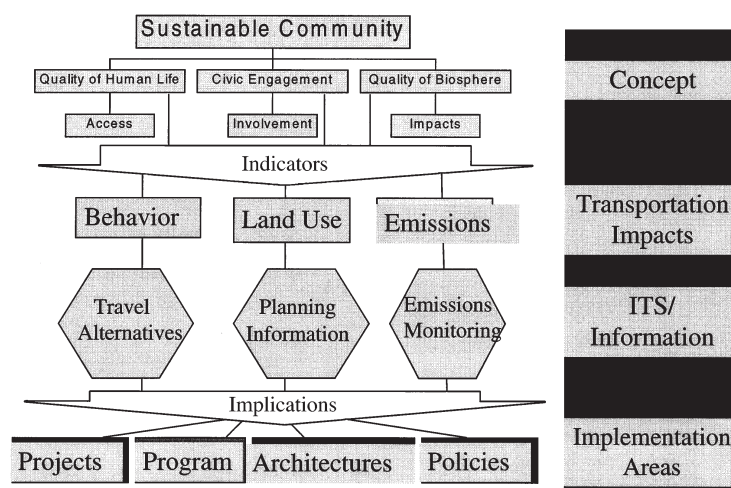 Sustainable Community
Quality of Human Life
Civic Engagement
Quality of Biosphere
Concept
Access
Involvement
Impacts
Indicators
Behavior
Land Use
Emissions
Transportation
Impacts
Travel
Alternatives
Planning
Information
Emissions
Monitoring
ITS/
Information
Implications
Projects
Program
Architectures
Policies
Implementation
Areas